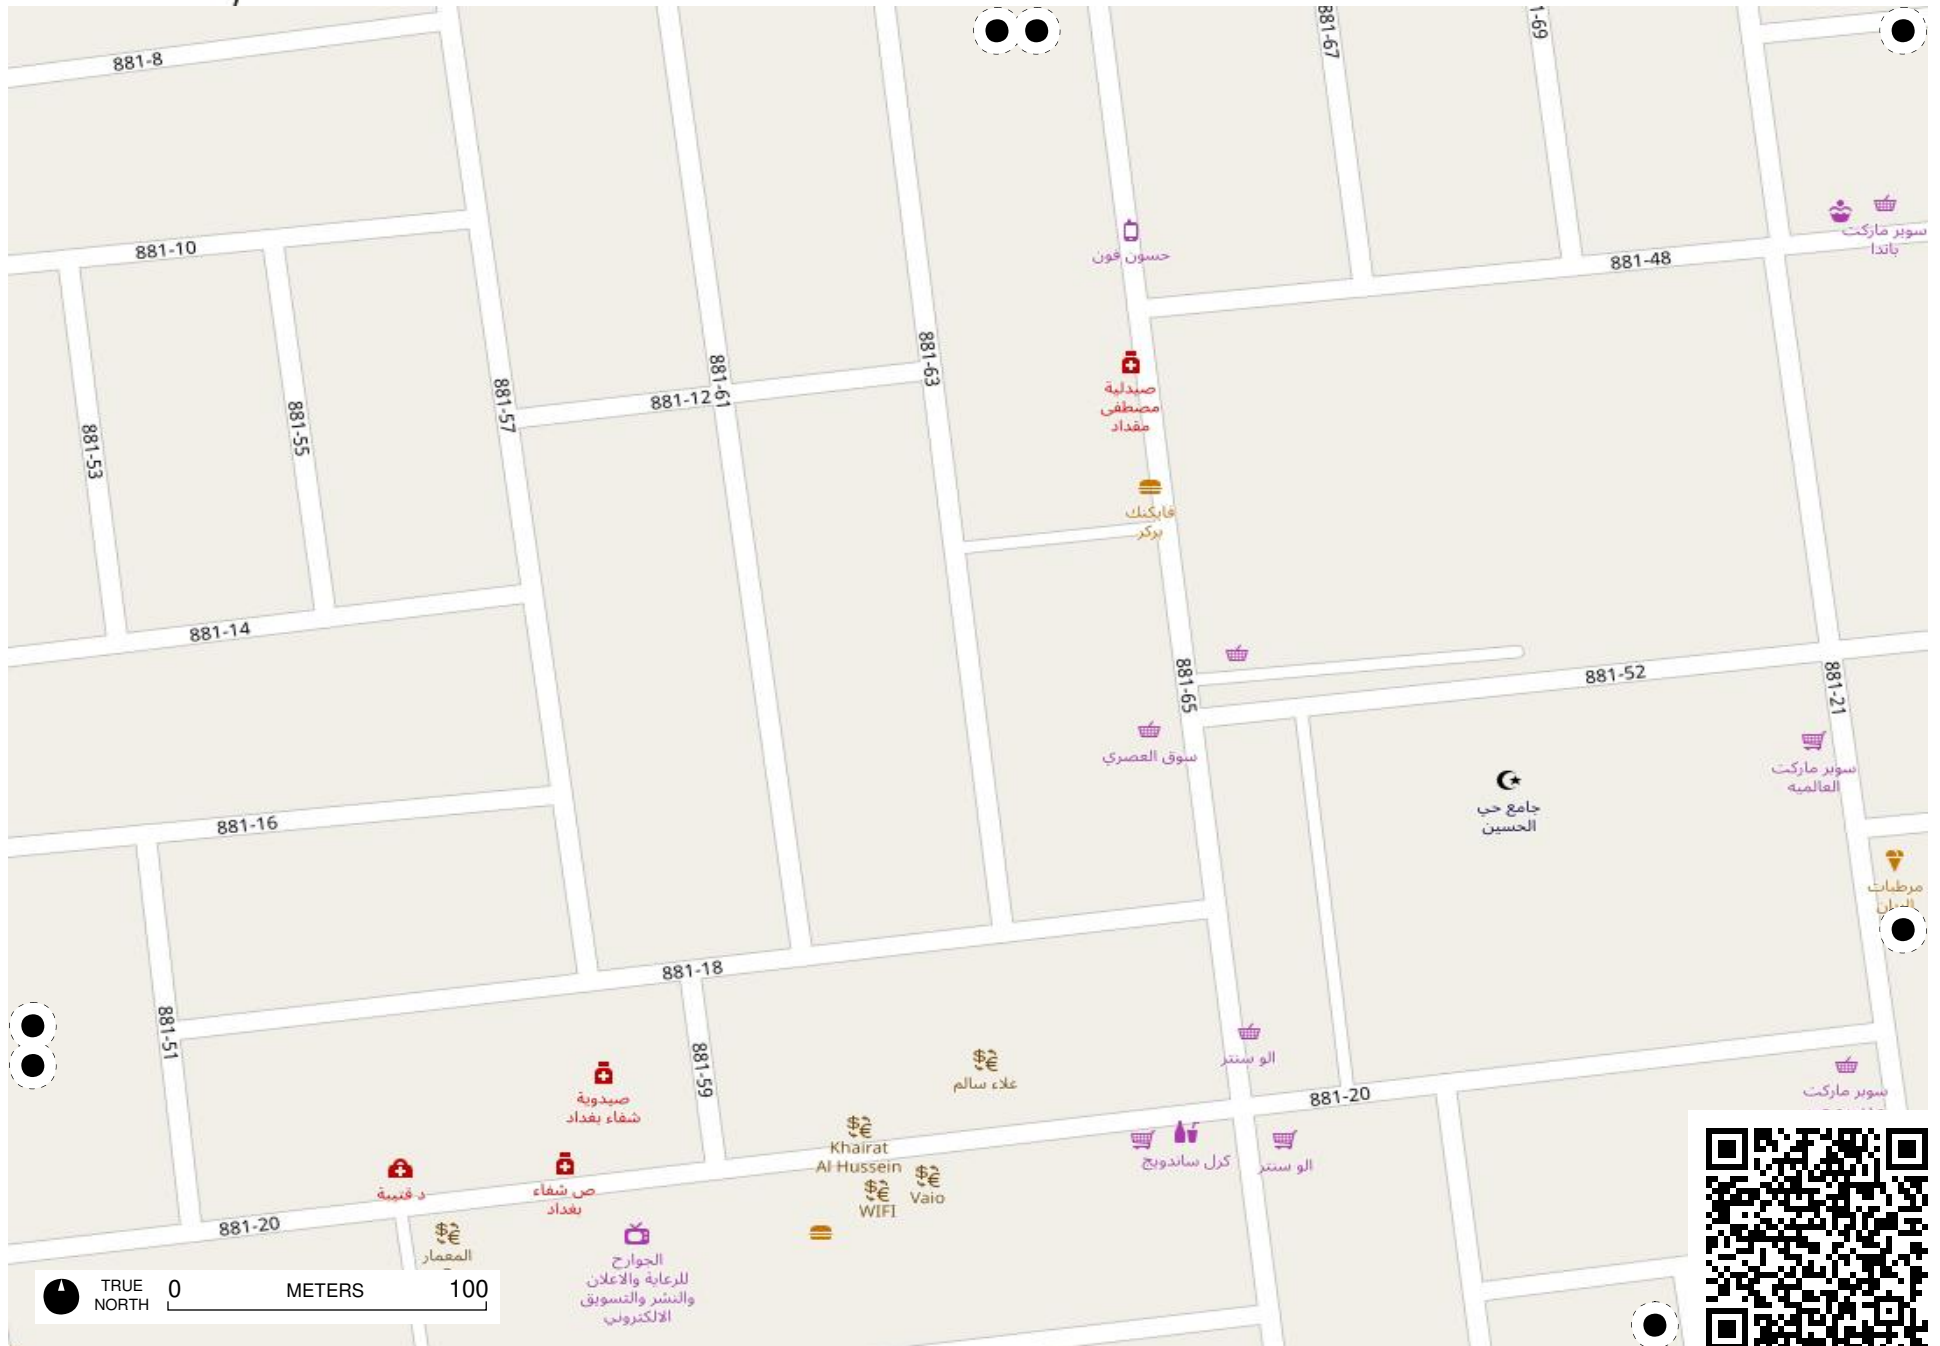 881-8
881-67
1-69
سوبر ماركت
باندا
حسون فون
881-10
881-48
881-63
صيدلية
مصطفى
مقداد
881-61
881-12
881-57
881-55
881-53
فايكنك
بركر
881-14
881-52
881-65
881-21
سوق العصري
سوبر ماركت
العالميه
جامع حي
الحسين
881-16
مرطبات
881-18
881-51
881-59
الو سنتر
علاء سالم
صيدوية
شفاء بغداد
881-20
سوبر ماركت
Khairat
Al Hussein
كرل ساندويج
الو سنتر
د قتيبة
ص شفاء
بغداد
Vaio
WIFI
881-20
المعمار
الجوارح
للرعاية والاعلان
والنشر والتسويق
الالكتروني
TRUE
NORTH
0 METERS 100